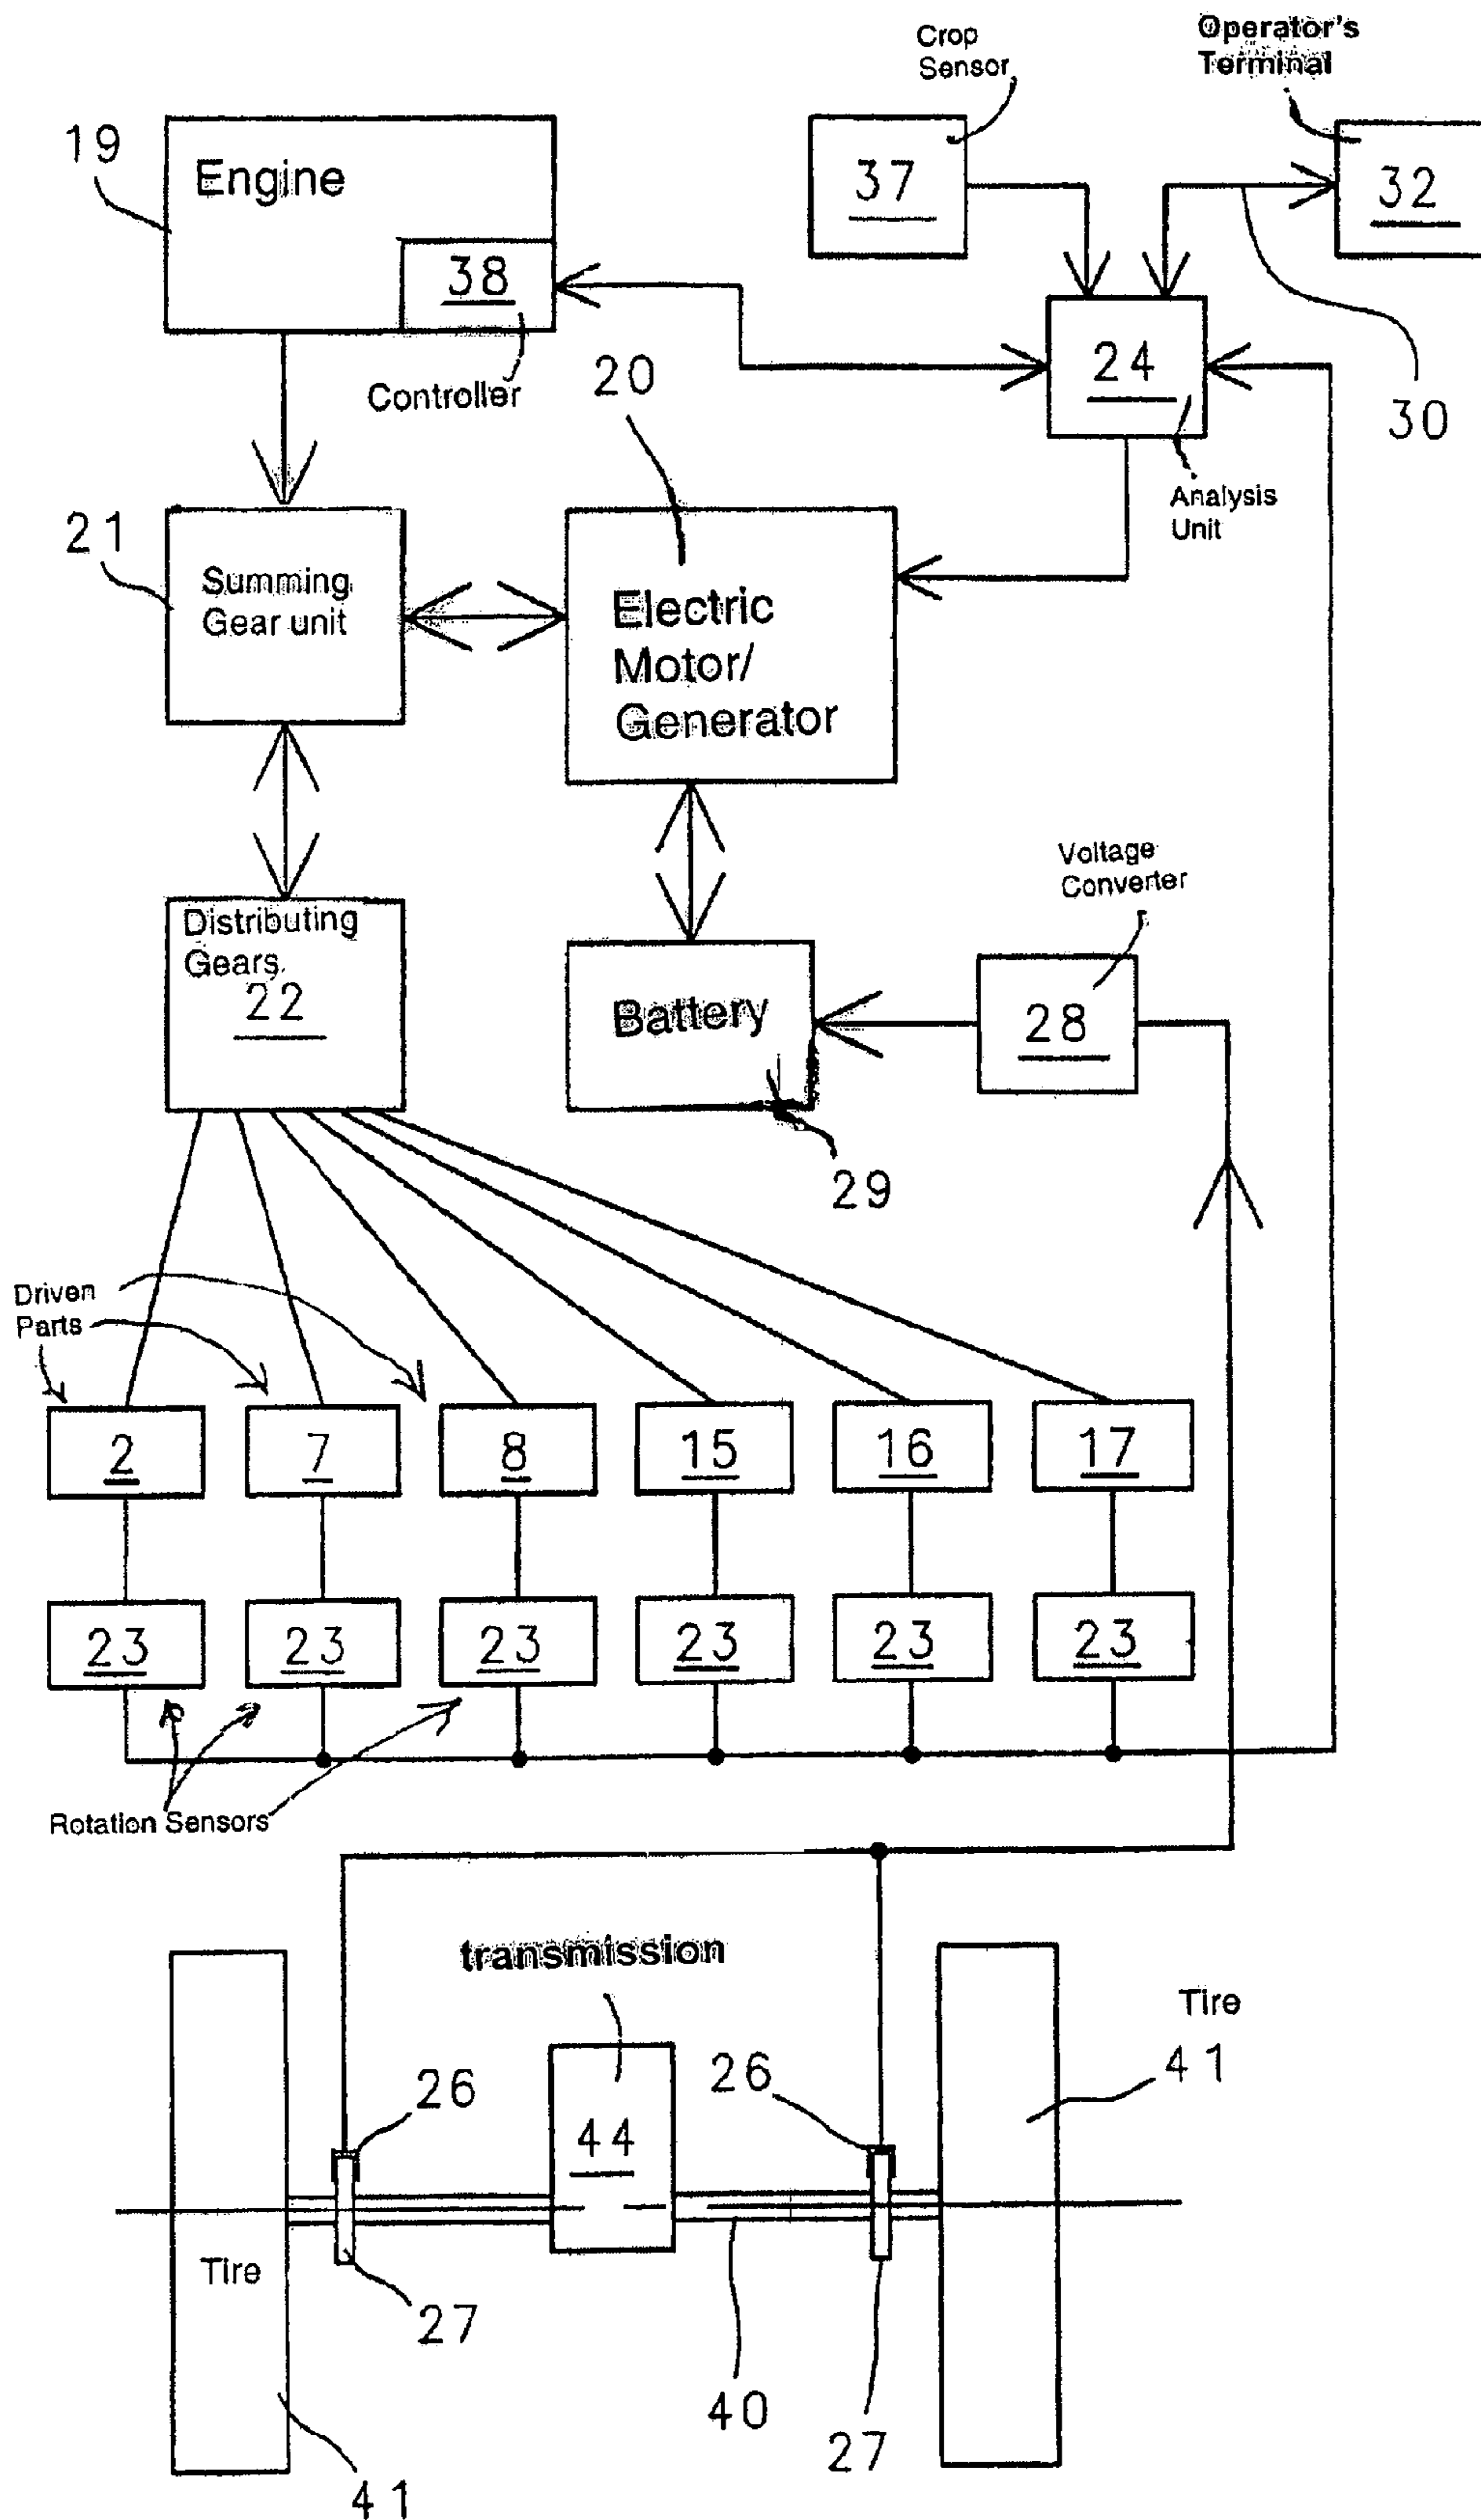 Crop
Sensor
Operator's
Terminal
19
Engine
37
32
38
24
Controller
20
30
Analysis
Unit
21
Summing
Gear unit
Electric
Motor/
Generator
Voltage
Converter
Distributing
Gears
22
Battery
28
29
Driven
Parts
2
7
8
15
16
17
23
23
23
23
23
23
Rotation Sensors
transmission
Tire
41
26
26
44
Tire
27
40
27
41